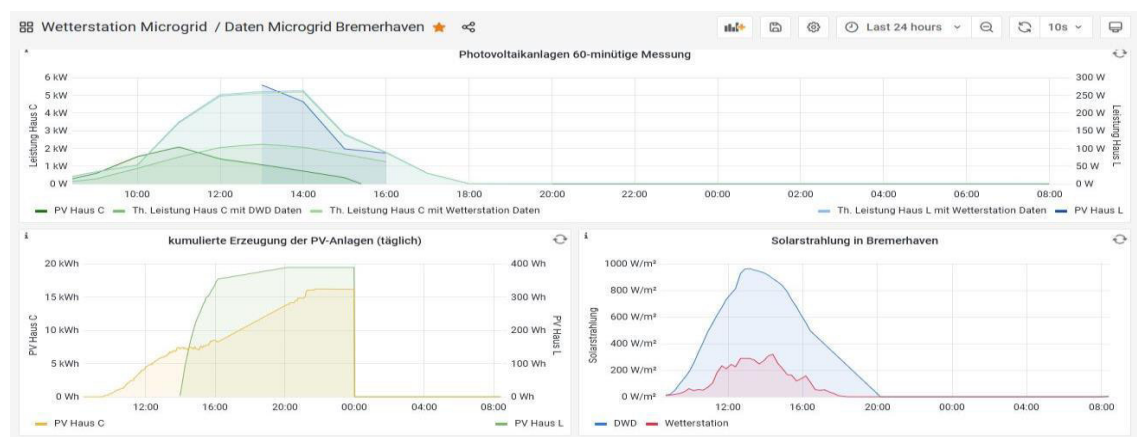 Wetterstation Microgrid / Daten Microgrid Bremerhaven
Last 24 hours
10s
Photovoltaikanlagen 60-minütige Messung
Leistung Haus C
6 kW
5 kW
4 kW
3 kW
2 kW
1 kW
0 W
300 W
250 W
200 W
150 W
100 W
50 W
0 W
Leistung Haus L
10:00 12:00 14:00 16:00 18:00 20:00 22:00 00:00 02:00 04:00 06:00 08:00
PV Haus C Th. Leistung Haus C mit DWD Daten Th. Leistung Haus C mit Wetterstation Daten Th. Leistung Haus L mit Wetterstation Daten PV Haus L
kumulierte Erzeugung der PV-Anlagen (täglich)
PV Haus C
20 kWh
15 kWh
10 kWh
5 kWh
0 Wh
400 Wh
300 Wh
200 Wh
100 Wh
0 Wh
PV Haus L
12:00 16:00 20:00 00:00 04:00 08:00
PV Haus C PV Haus L
Solarstrahlung in Bremerhaven
Solarstrahlung
1000 W/m²
800 W/m²
600 W/m²
400 W/m²
200 W/m²
0 W/m²
12:00 16:00 20:00 00:00 04:00 08:00
DWD Wetterstation